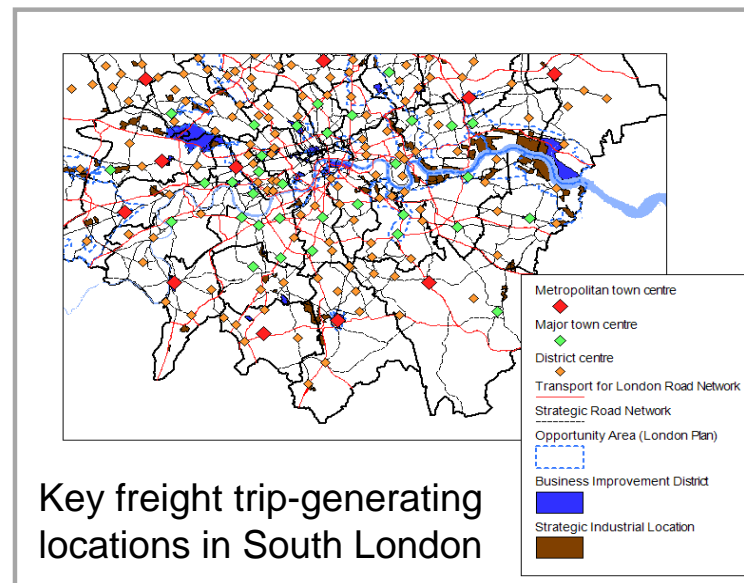 Metropolitan town centre
Major town centre
District centre
Transport for London Road Network
Strategic Road Network
Opportunity Area (London Plan)
Business Improvement District
Strategic Industrial Location
Key freight trip-generating
locations in South London